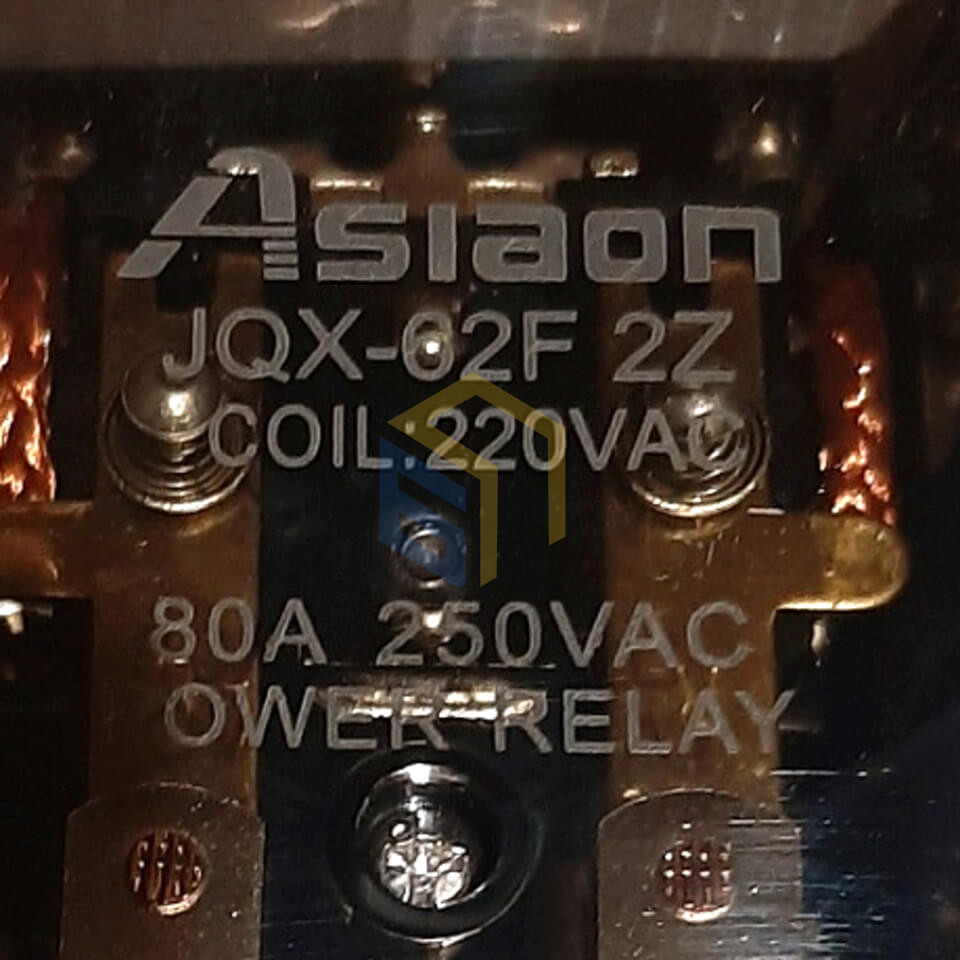 Asiaon
JQX-62F 2Z
COIL:220VAC
80A 250VAC
OWER RELAY